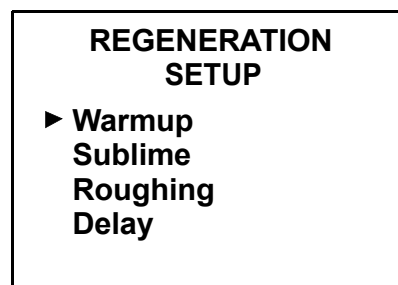 REGENERATION
SETUP
► Warmup
Sublime
Roughing
Delay